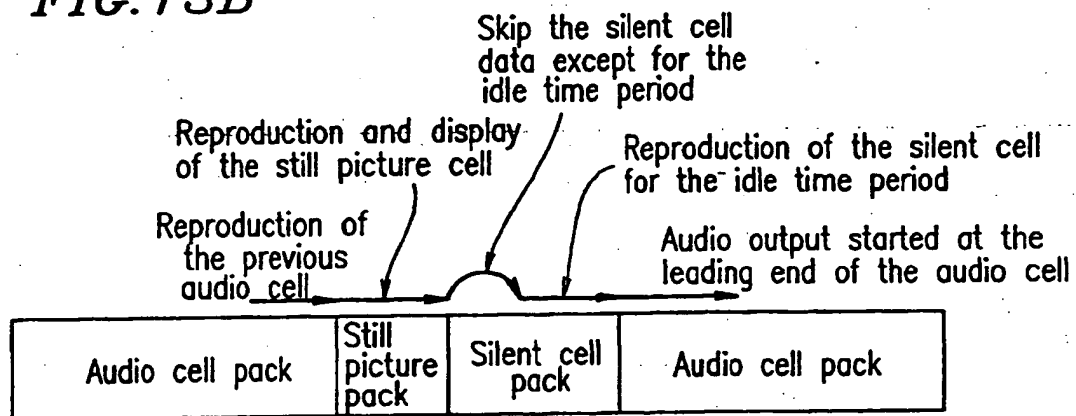 FIG. 73B
Skip the silent cell
data except for the
idle time period
Reproduction and display
of the still picture cell
Reproduction of the silent cell
for the idle time period
Reproduction of
the previous
audio cell
Audio output started at the
leading end of the audio cell
Audio cell pack
Still
picture
pack
Silent cell
pack
Audio cell pack